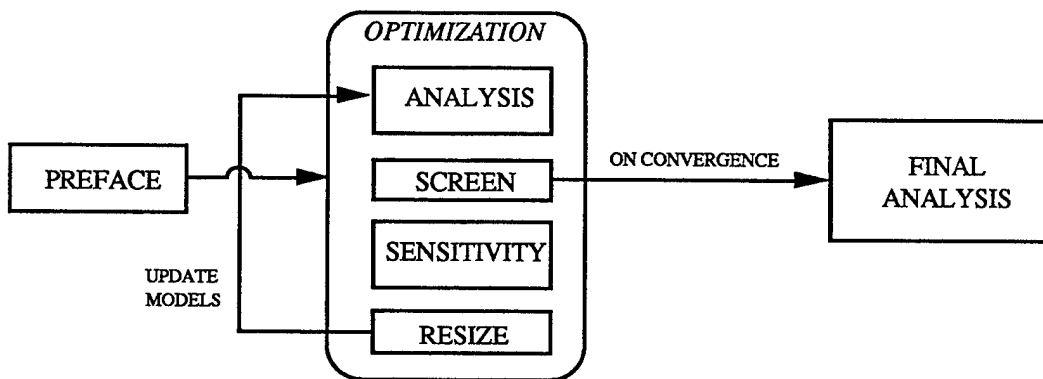 OPTIMIZATION
ANALYSIS
PREFACE
SCREEN
ON CONVERGENCE
FINAL
ANALYSIS
SENSITIVITY
UPDATE
MODELS
RESIZE